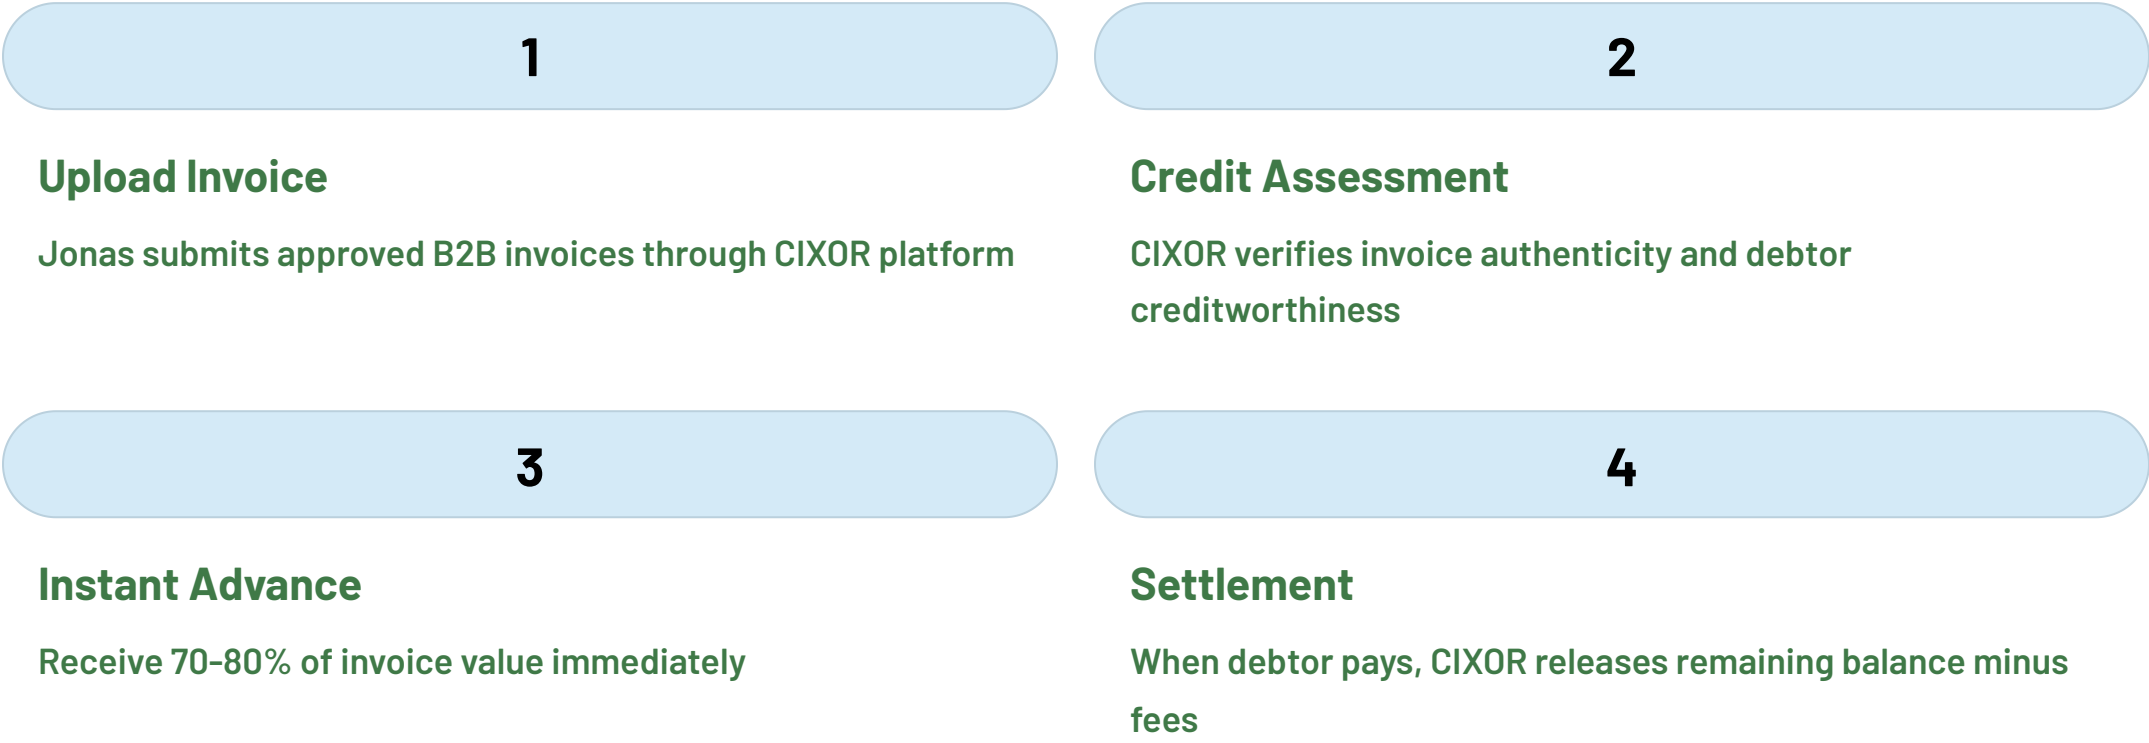 1
Upload Invoice
Jonas submits approved B2B invoices through CIXOR platform
2
Credit Assessment
CIXOR verifies invoice authenticity and debtor
creditworthiness
3
Instant Advance
Receive 70-80% of invoice value immediately
4
Settlement
When debtor pays, CIXOR releases remaining balance minus
fees